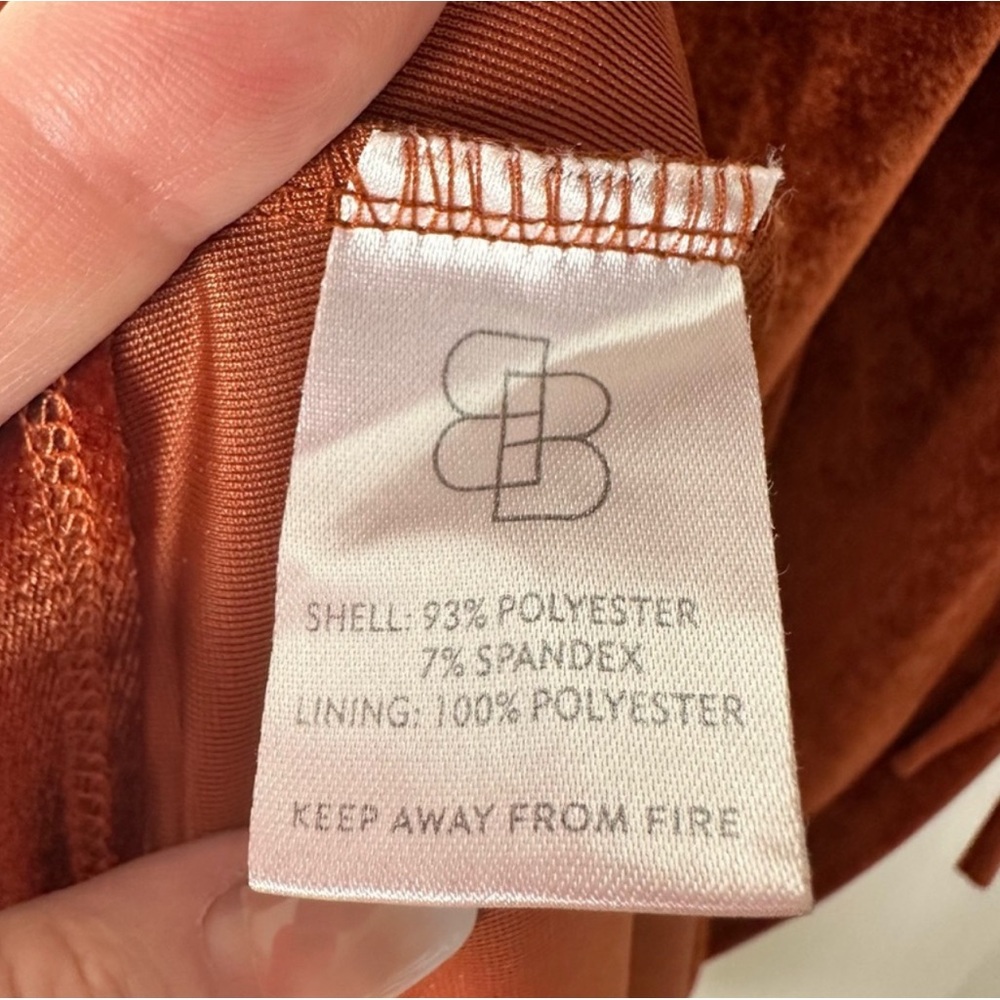 SHELL: 93% POLYESTER
7% SPANDEX
LINING: 100% POLYESTER
KEEP AWAY FROM FIRE